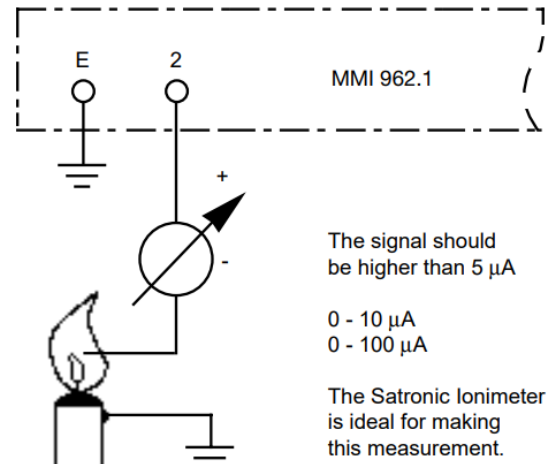 E
2
MMI 962.1
+
-
The signal should
be higher than 5 µA
0 - 10 µA
0 - 100 µA
The Satronic Ionimeter
is ideal for making
this measurement.